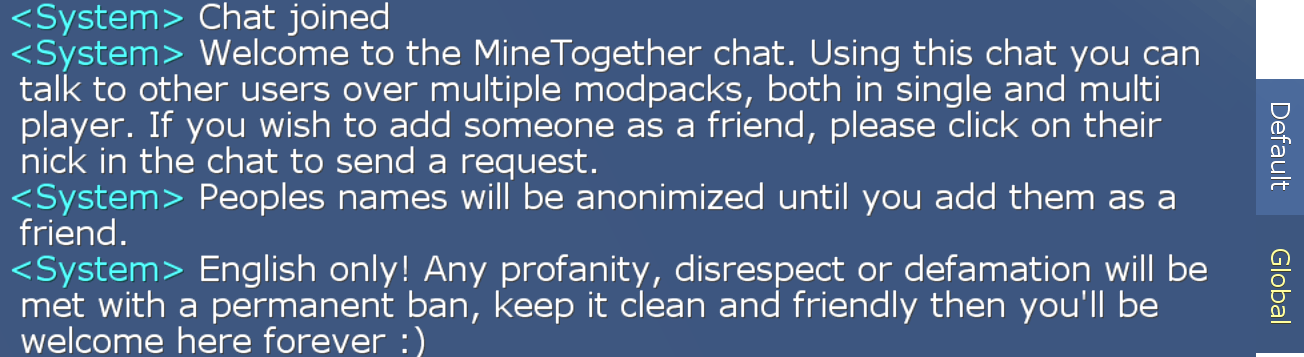 <System> Chat joined
<System> Welcome to the MineTogether chat. Using this chat you can
talk to other users over multiple modpacks, both in single and multi
player. If you wish to add someone as a friend, please click on their
nick in the chat to send a request.
<System> Peoples names will be anonimized until you add them as a
friend.
<System> English only! Any profanity, disrespect or defamation will be
met with a permanent ban, keep it clean and friendly then you'll be
welcome here forever :)
Default
Global